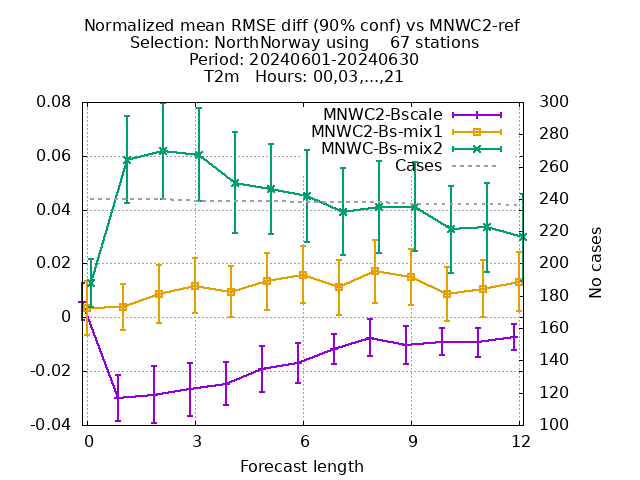 Normalized mean RMSE diff (90% conf) vs MNWC2-ref
Selection: NorthNorway using    67 stations
Period: 20240601-20240630
T2m   Hours: 00,03,...,21
MNWC2-Bscale
MNWC2-Bs-mix1
MNWC-Bs-mix2
Cases
0.08
0.06
0.04
0.02
0
-0.02
-0.04
300
280
260
240
220
200
180
160
140
120
100
No cases
0
3
6
9
12
Forecast length